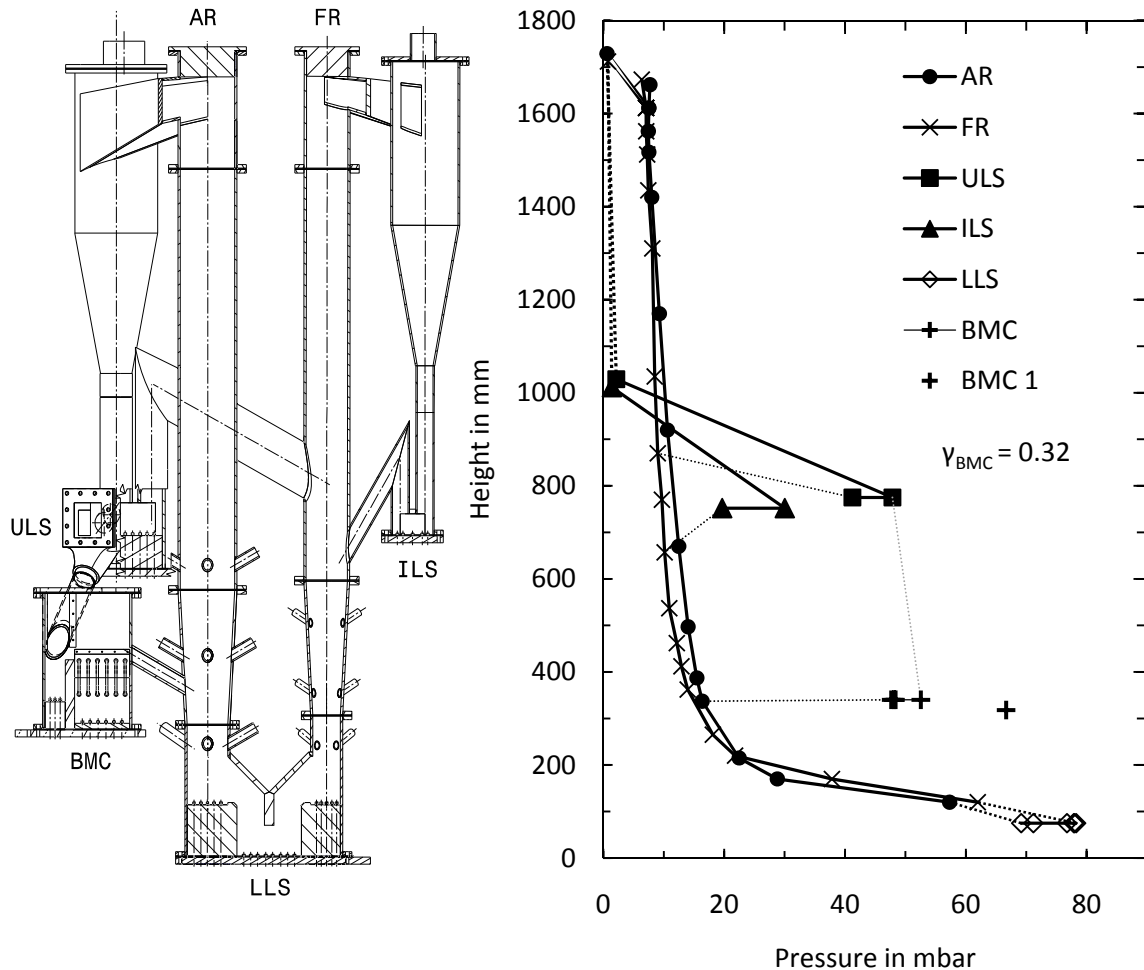 AR
FR
ULS
ILS
BMC
LLS
1800
1600
1400
1200
1000
800
600
400
200
0
Height in mm
AR
FR
ULS
ILS
LLS
BMC
BMC 1
γBMC = 0.32
0
20
40
60
80
Pressure in mbar